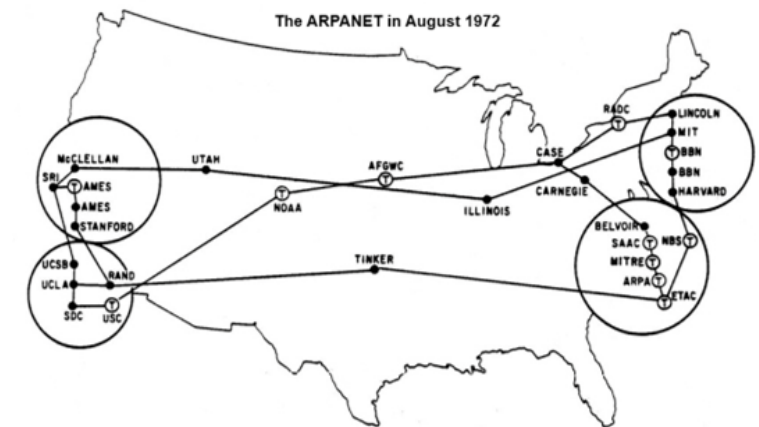 The ARPANET in August 1972
RADC
LINCOLN
MIT
T
BBN
BBN
HARVARD
McCLELLAN
UTAH
AFGWC
T
CASE
CARNEGIE
SRI
T
AMES
AMES
STANFORD
T
NOAA
ILLINOIS
BELVOIR
SAAC
T
NBS
T
MITRE
T
ARPA
T
ETAC
T
UCSB
UCLA
RAND
TINKER
SDC
T
USC
T